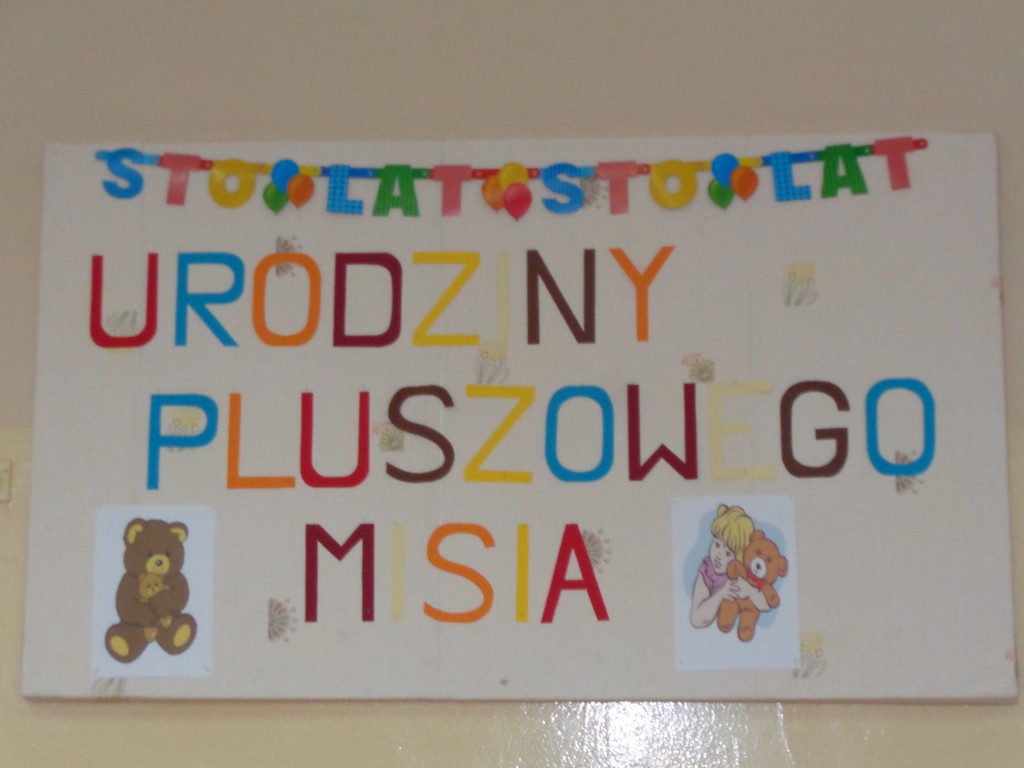 STO LAT STO LAT
URODZINY
PLUSZOWEGO
MISIA